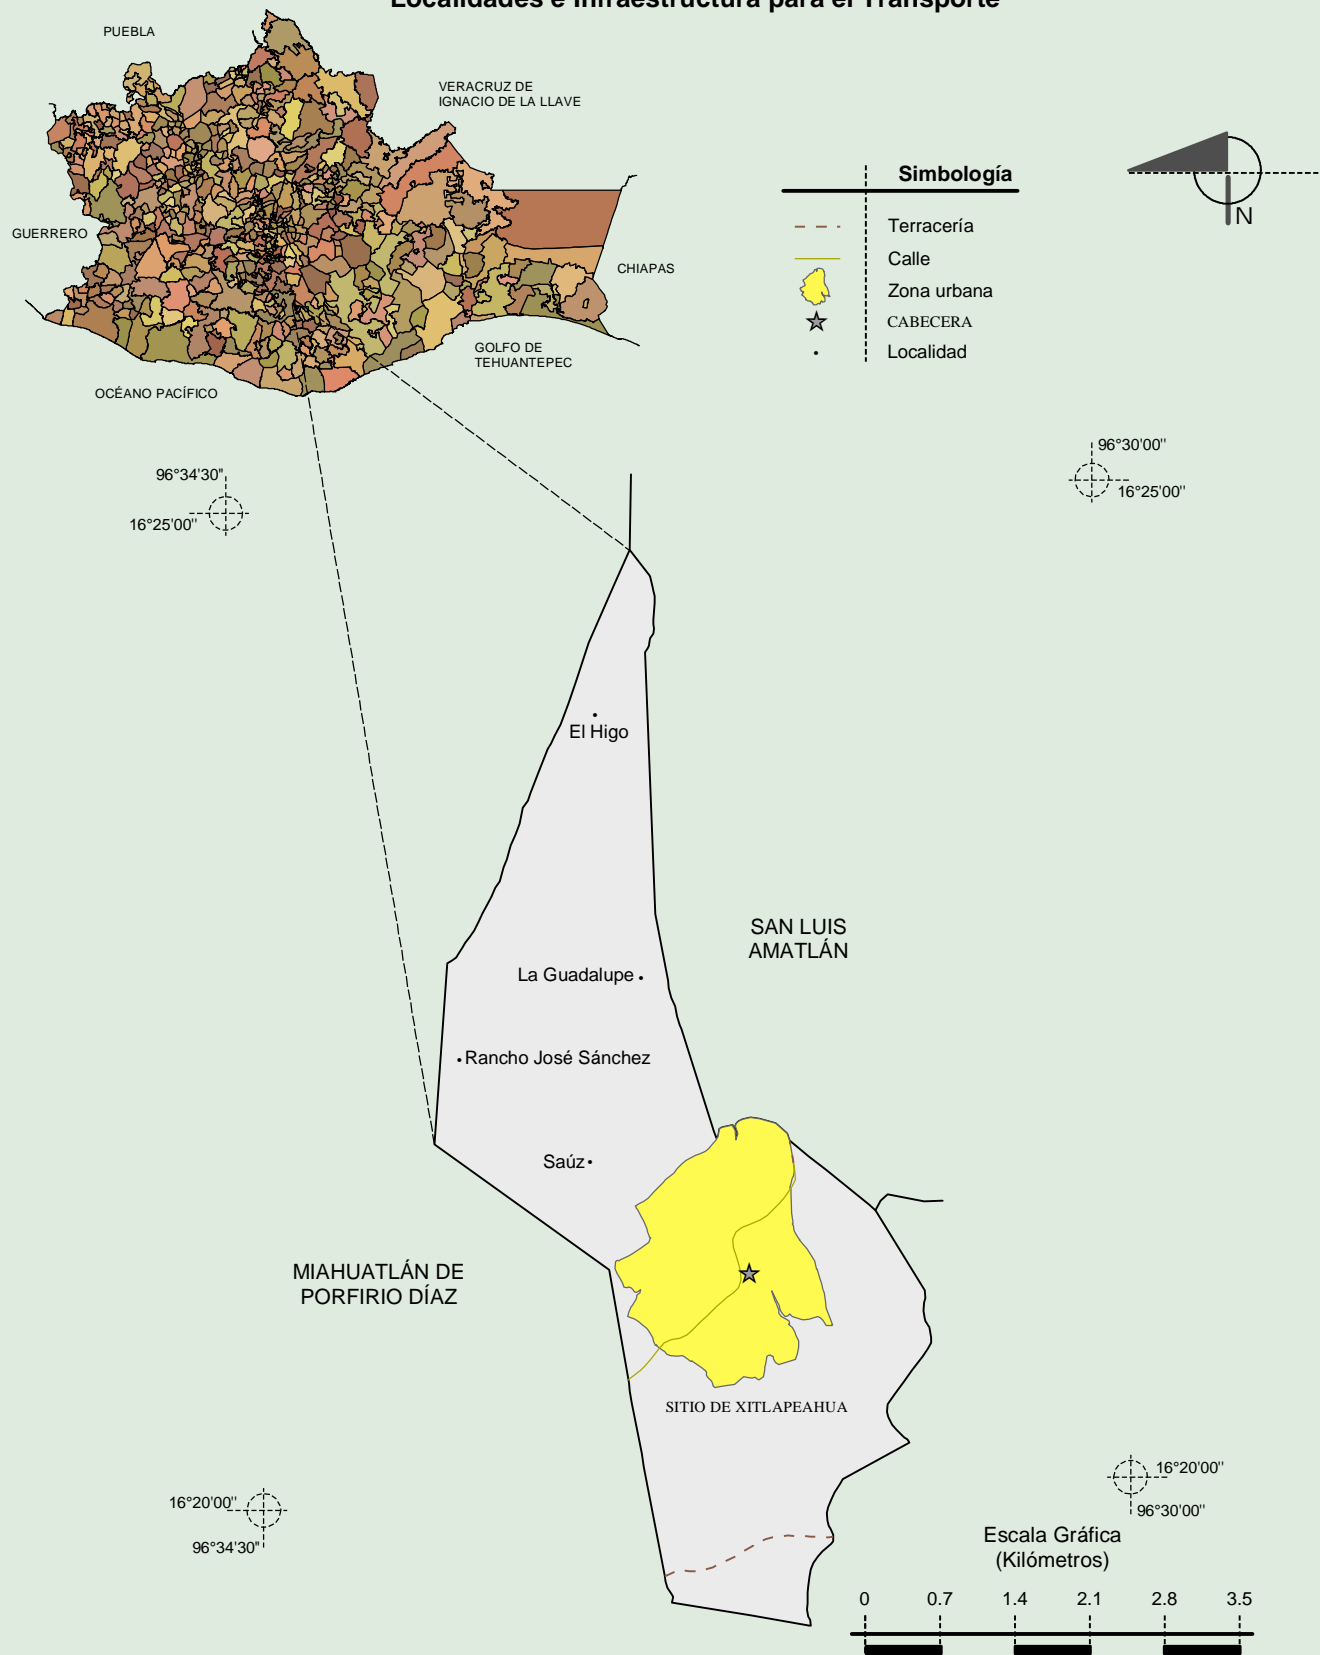 Localidades e Infraestructura para el Transporte
PUEBLA
VERACRUZ DE
IGNACIO DE LA LLAVE
GUERRERO
CHIAPAS
GOLFO DE
TEHUANTEPEC
OCÉANO PACÍFICO
Simbología
Terracería
Calle
Zona urbana
CABECERA
Localidad
N
96°34'30"
16°25'00"
96°30'00"
16°25'00"
El Higo
SAN LUIS
AMATLÁN
La Guadalupe
Rancho José Sánchez
Saúz
MIAHUATLÁN DE
PORFIRIO DÍAZ
SITIO DE XITLAPEAHUA
16°20'00"
96°34'30"
16°20'00"
96°30'00"
Escala Gráfica
(Kilómetros)
0 0.7 1.4 2.1 2.8 3.5